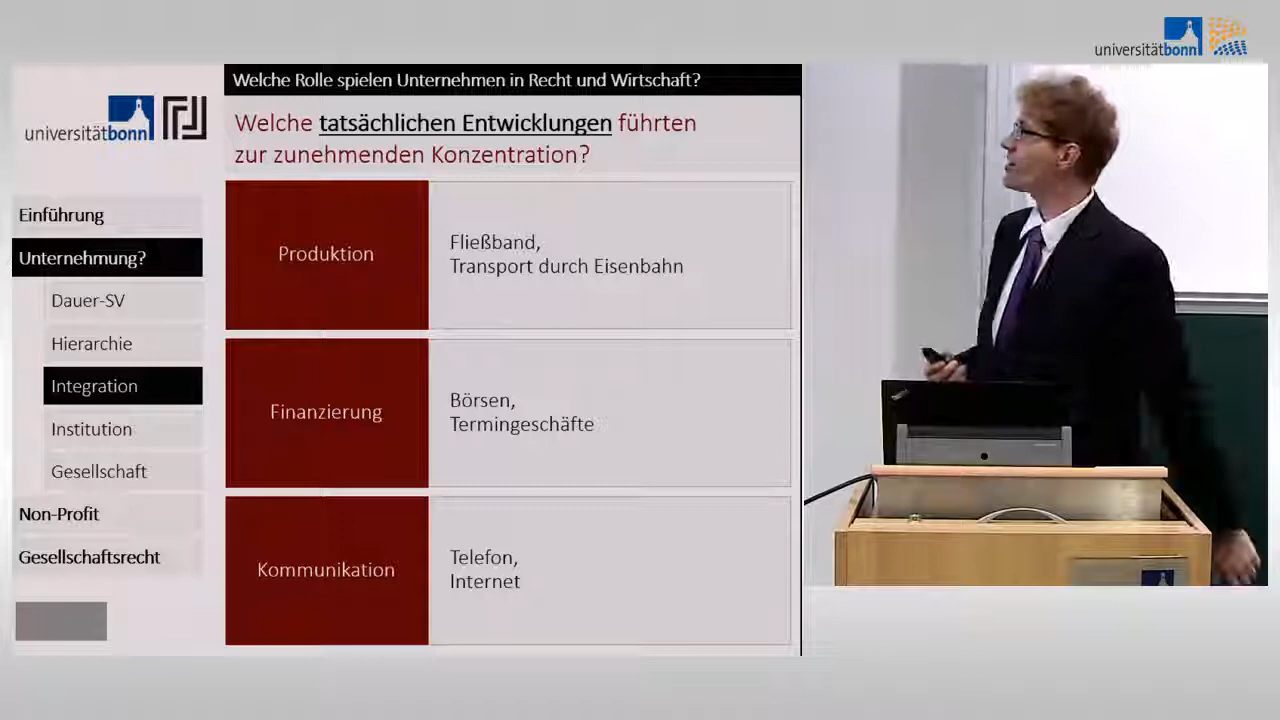 universitätbonn
Welche Rolle spielen Unternehmen in Recht und Wirtschaft?
universitätbonn
Welche tatsächlichen Entwicklungen führten
zur zunehmenden Konzentration?
Einführung
Unternehmung?
Dauer-SV
Hierarchie
Integration
Institution
Gesellschaft
Non-Profit
Gesellschaftsrecht
Produktion
Fließband,
Transport durch Eisenbahn
Finanzierung
Börsen,
Termingeschäfte
Kommunikation
Telefon,
Internet